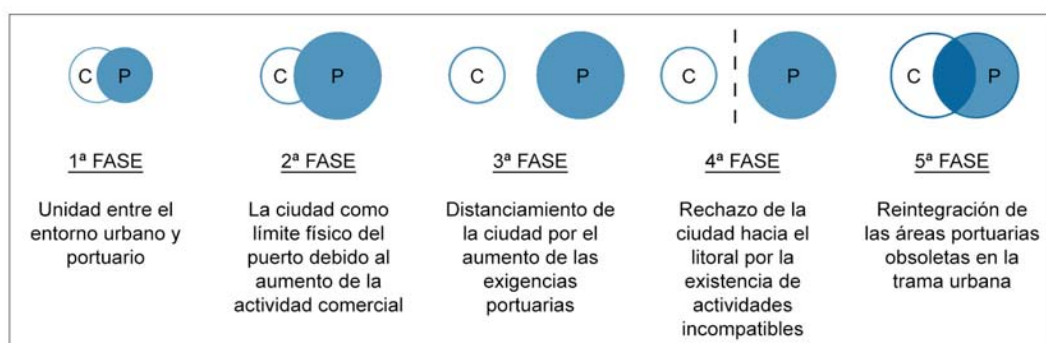 C P
C P
C P
C P
C P
1ª FASE
Unidad entre el
entorno urbano y
portuario
2ª FASE
La ciudad como
límite físico del
puerto debido al
aumento de la
actividad comercial
3ª FASE
Distanciamiento de
la ciudad por el
aumento de las
exigencias
portuarias
4ª FASE
Rechazo de la
ciudad hacia el
litoral por la
existencia de
actividades
incompatibles
5ª FASE
Reintegración de
las áreas portuarias
obsoletas en la
trama urbana